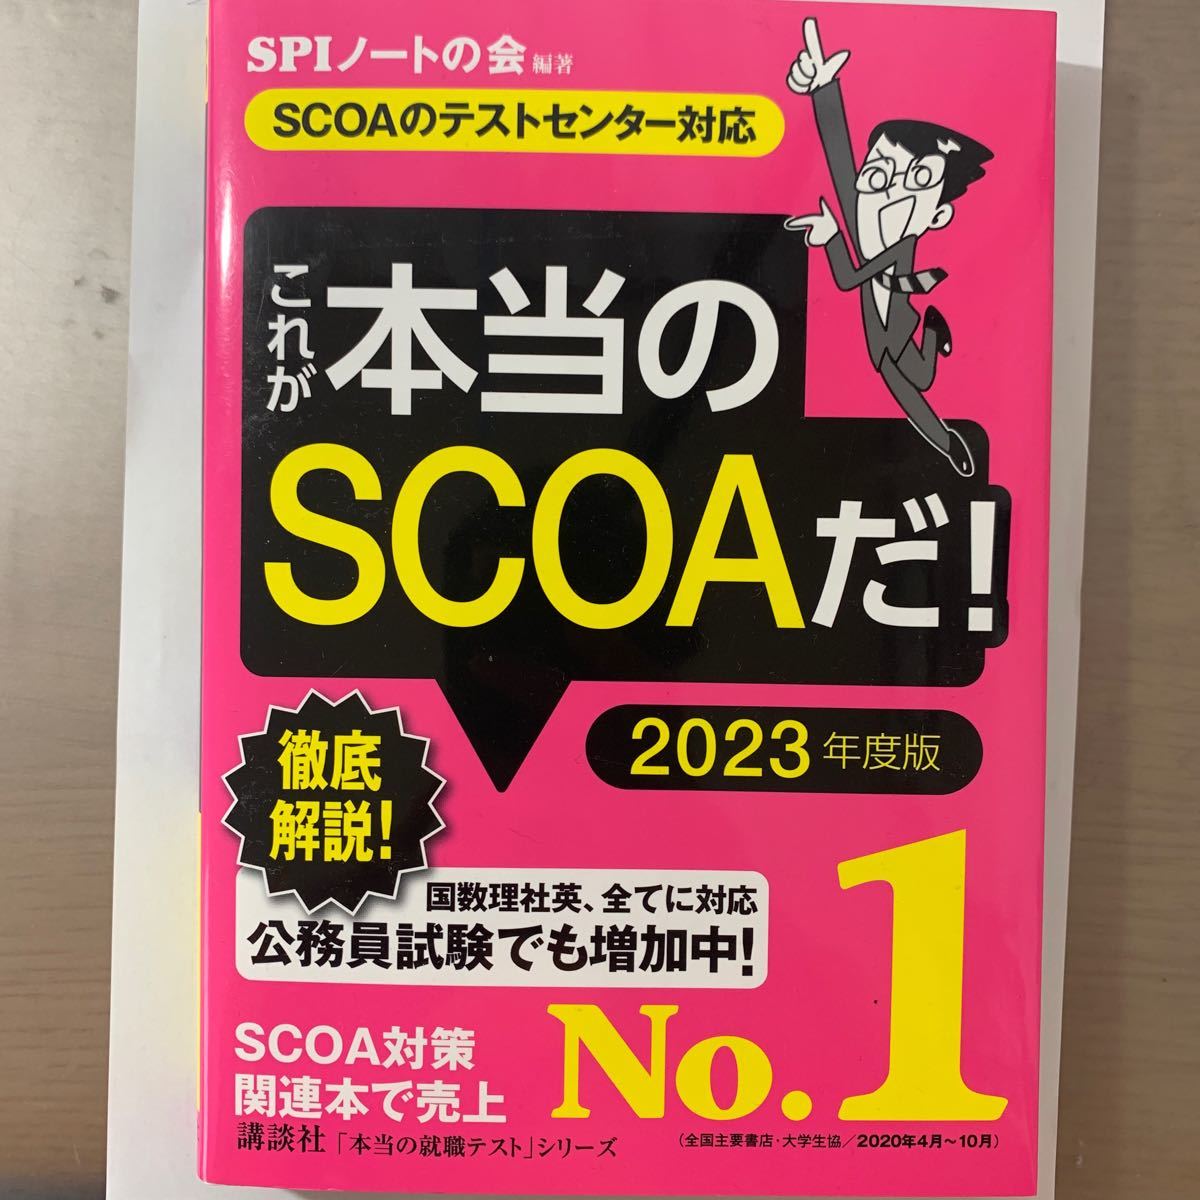 SPIノートの会 編著
SCOAのテストセンター対応
これが
本当の
SCOAだ!
2023年度版
徹底
解説!
国数理社英、全てに対応
公務員試験でも増加中!
SCOA対策
関連本で売上
No.1
講談社「本当の就職テスト」シリーズ
(全国主要書店・大学生協/2020年4月~10月)